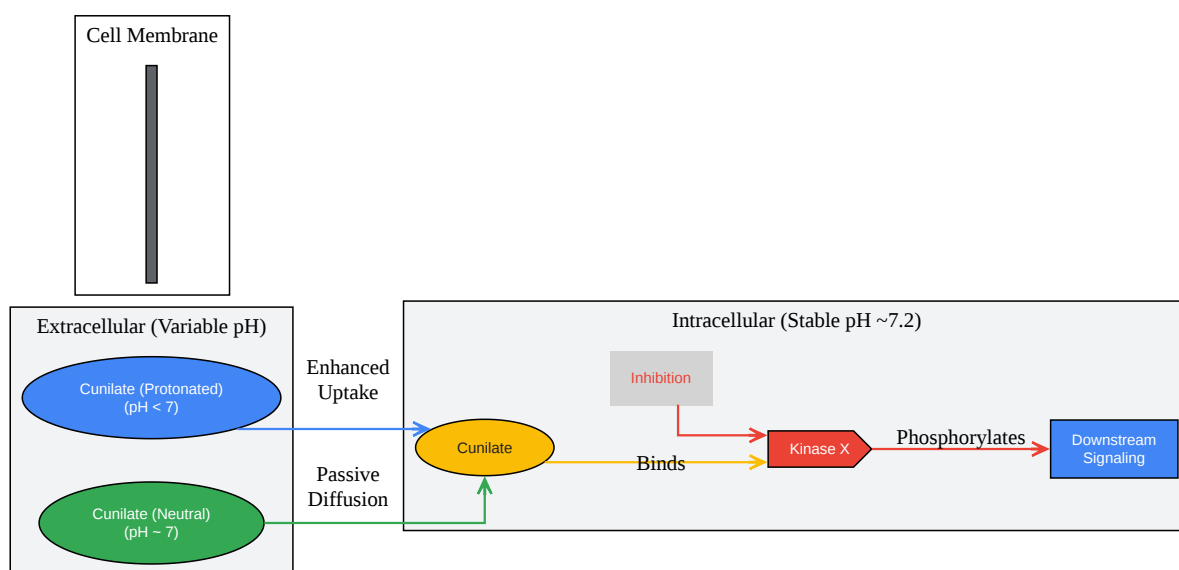 Cell Membrane
Extracellular (Variable pH)
Cunilate (Protonated)
(pH < 7)
Cunilate (Neutral)
(pH ~ 7)
Enhanced
Uptake
Passive
Diffusion
Intracellular (Stable pH ~7.2)
Inhibition
Cunilate
Binds
Kinase X
Phosphorylates
Downstream
Signaling